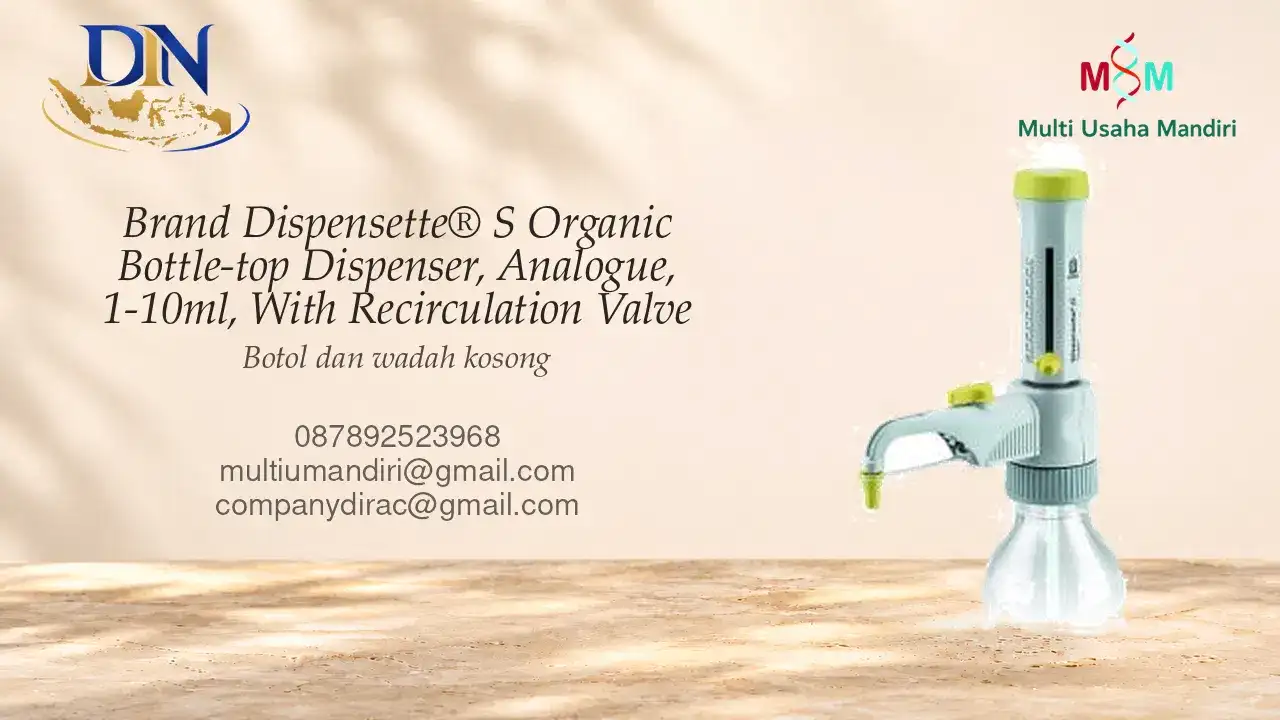 DIN
MSM
Multi Usaha Mandiri
Brand Dispensette® S Organic
Bottle-top Dispenser, Analogue,
1-10ml, With Recirculation Valve
Botol dan wadah kosong
087892523968
multiumandiri@gmail.com
companydirac@gmail.com